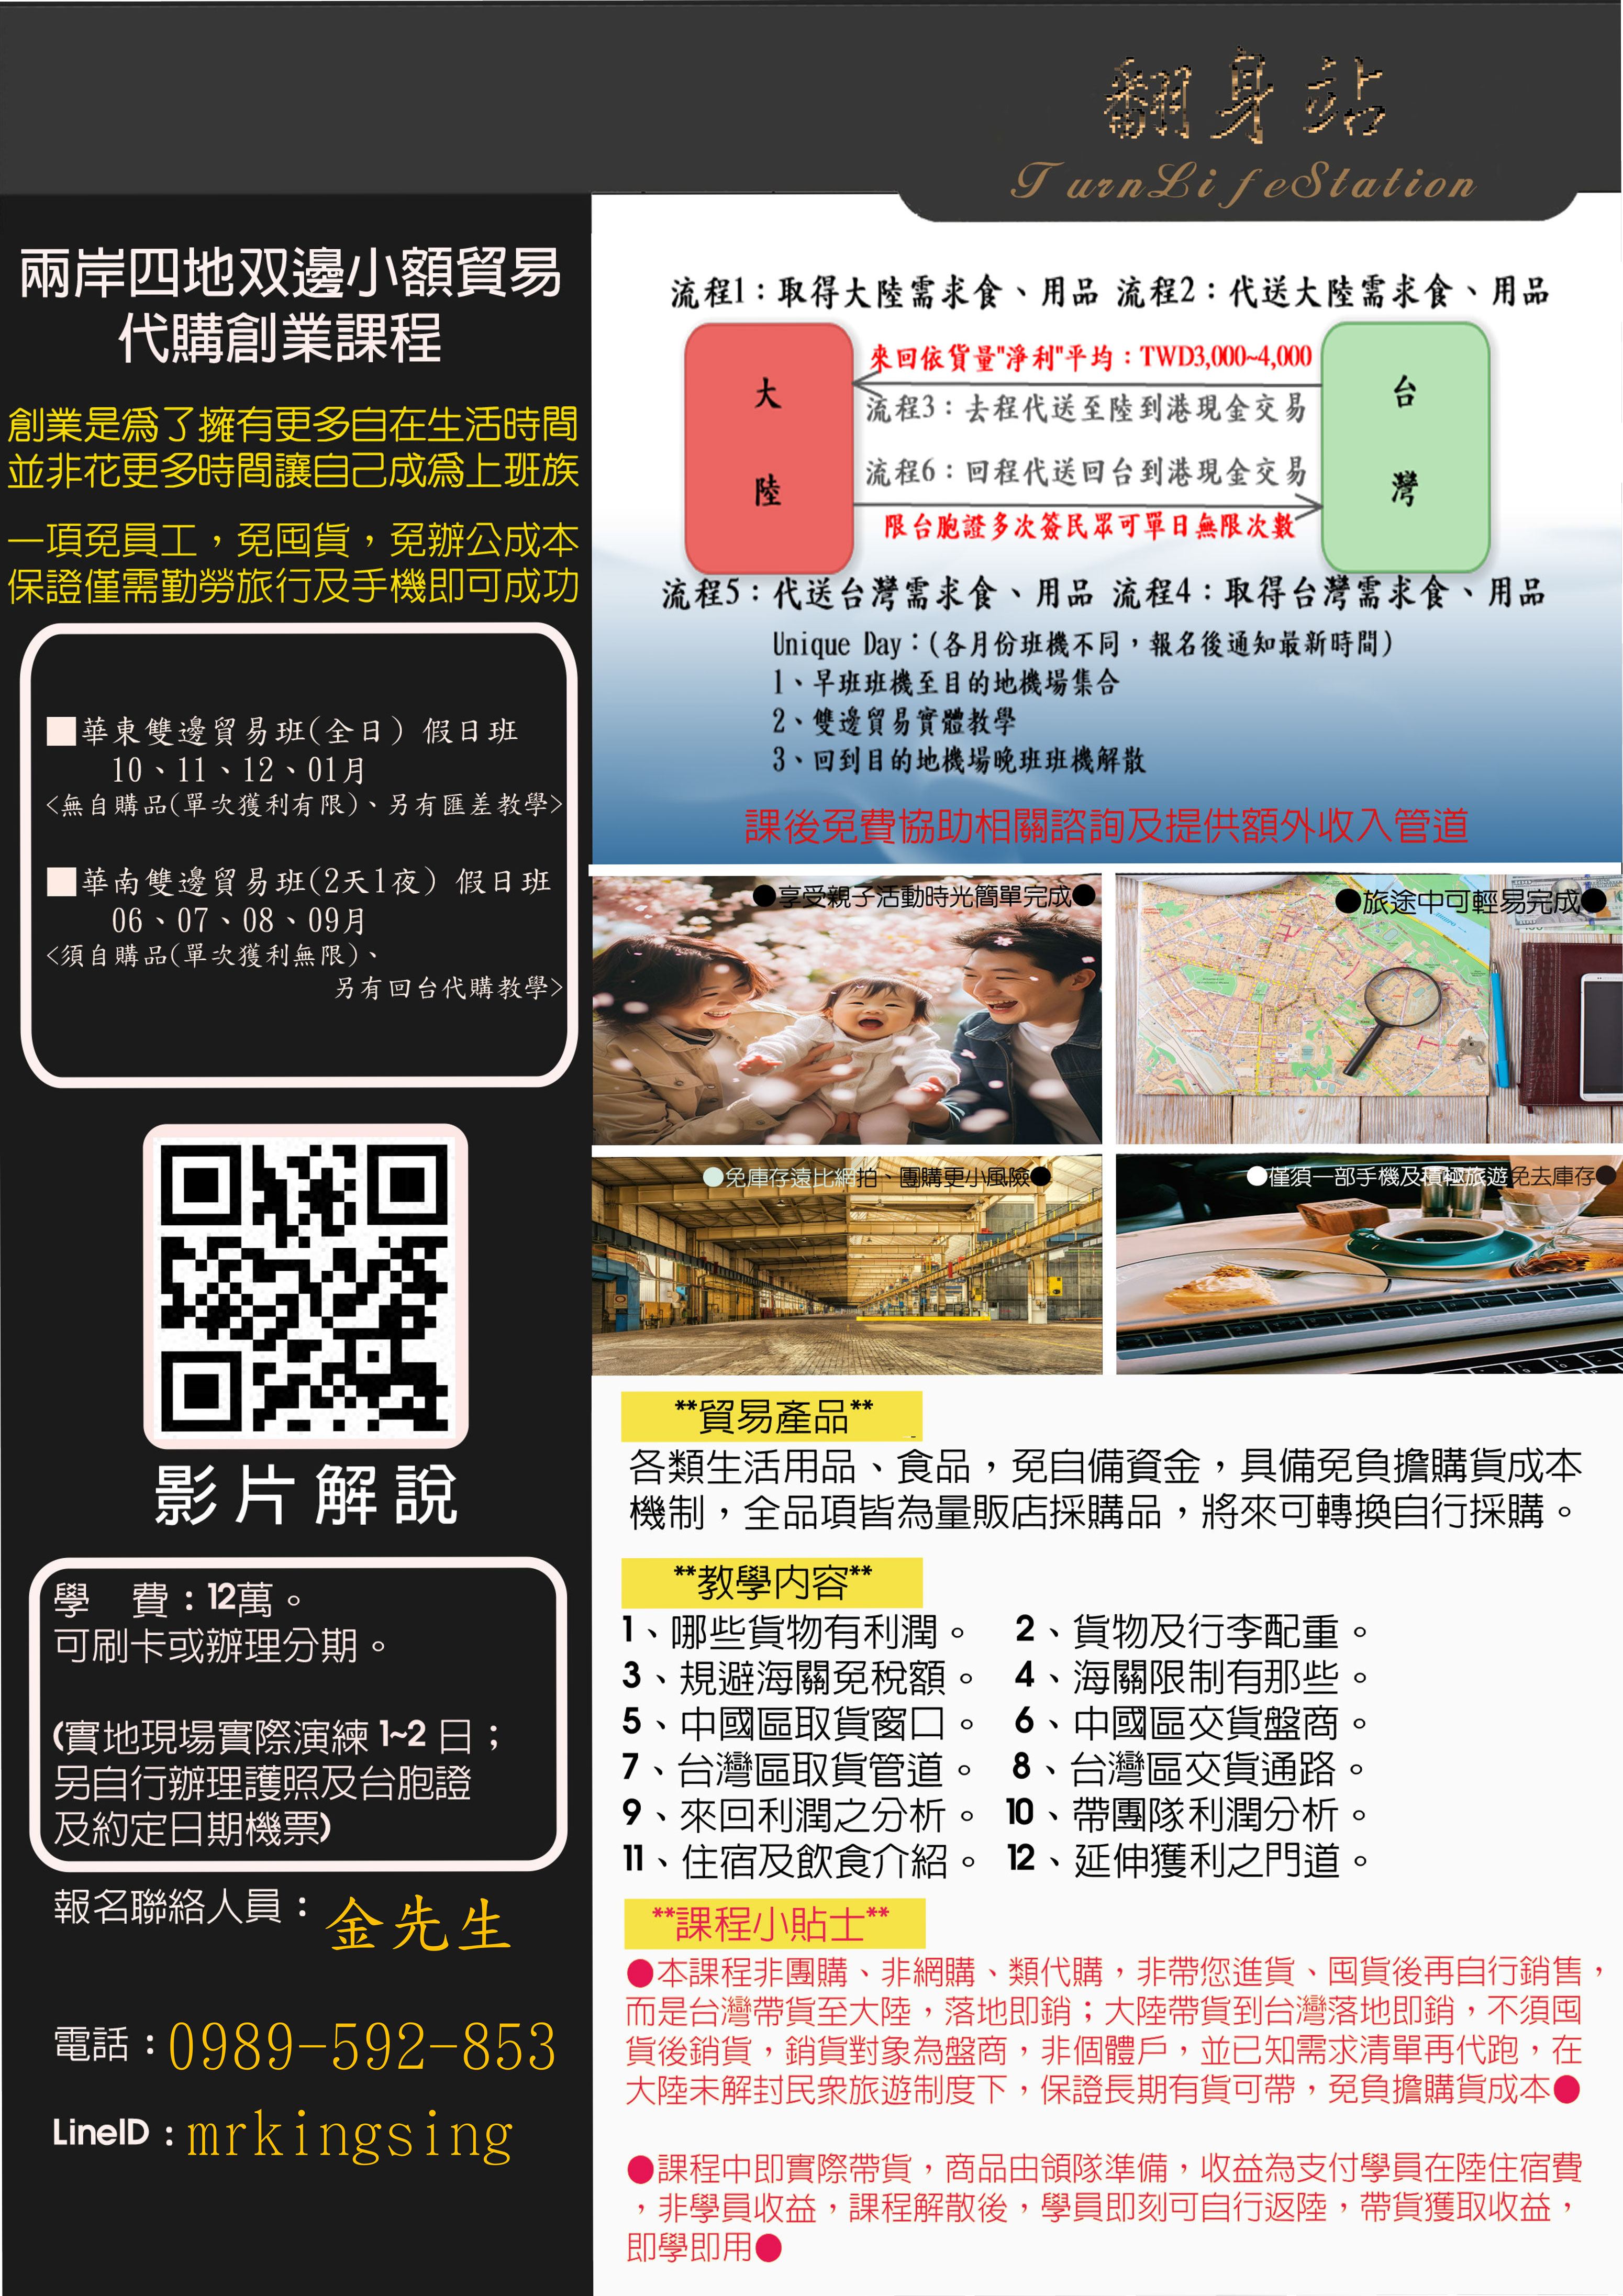 翻身站
TurnLifeStation
兩岸四地双邊小額貿易
代購創業課程
創業是為了擁有更多自在生活時間
並非花更多時間讓自己成為上班族
一項免員工，免囤貨，免辦公成本
保證僅需勤勞旅行及手機即可成功
■華東雙邊貿易班(全日) 假日班
10、11、12、01月
<無自購品(單次獲利有限)、另有匯差教學>
■華南雙邊貿易班(2天1夜) 假日班
06、07、08、09月
<須自購品(單次獲利無限)、
另有回台代購教學>
影片解說
學　費：12萬。
可刷卡或辦理分期。
(實地現場實際演練 1~2 日；
另自行辦理護照及台胞證
及約定日期機票)
報名聯絡人員：金先生
電話：0989-592-853
LineID：mrkingsing
流程1：取得大陸需求食、用品 流程2：代送大陸需求食、用品
大陸
來回依貨量"淨利"平均：TWD3,000~4,000
流程3：去程代送至陸到港現金交易
流程6：回程代送回台到港現金交易
限台胞證多次簽民眾可單日無限次數
台灣
流程5：代送台灣需求食、用品 流程4：取得台灣需求食、用品
Unique Day：(各月份班機不同，報名後通知最新時間)
1、早班班機至目的地機場集合
2、雙邊貿易實體教學
3、回到目的地機場晚班班機解散
課後免費協助相關諮詢及提供額外收入管道
●享受親子活動時光簡單完成●
●旅途中可輕易完成●
●免庫存遠比網拍、團購更小風險●
●僅須一部手機及積極旅遊免去庫存●
**貿易產品**
各類生活用品、食品，免自備資金，具備免負擔購貨成本
機制，全品項皆為量販店採購品，將來可轉換自行採購。
**教學内容**
1、哪些貨物有利潤。 2、貨物及行李配重。
3、規避海關免稅額。 4、海關限制有那些。
5、中國區取貨窗口。 6、中國區交貨盤商。
7、台灣區取貨管道。 8、台灣區交貨通路。
9、來回利潤之分析。 10、帶團隊利潤分析。
11、住宿及飲食介紹。 12、延伸獲利之門道。
**課程小貼士**
●本課程非團購、非網購、類代購，非帶您進貨、囤貨後再自行銷售，
而是台灣帶貨至大陸，落地即銷；大陸帶貨到台灣落地即銷，不須囤
貨後銷貨，銷貨對象為盤商，非個體戶，並已知需求清單再代跑，在
大陸未解封民衆旅遊制度下，保證長期有貨可帶，免負擔購貨成本●
●課程中即實際帶貨，商品由領隊準備，收益為支付學員在陸住宿費
，非學員收益，課程解散後，學員即刻可自行返陸，帶貨獲取收益，
即學即用●